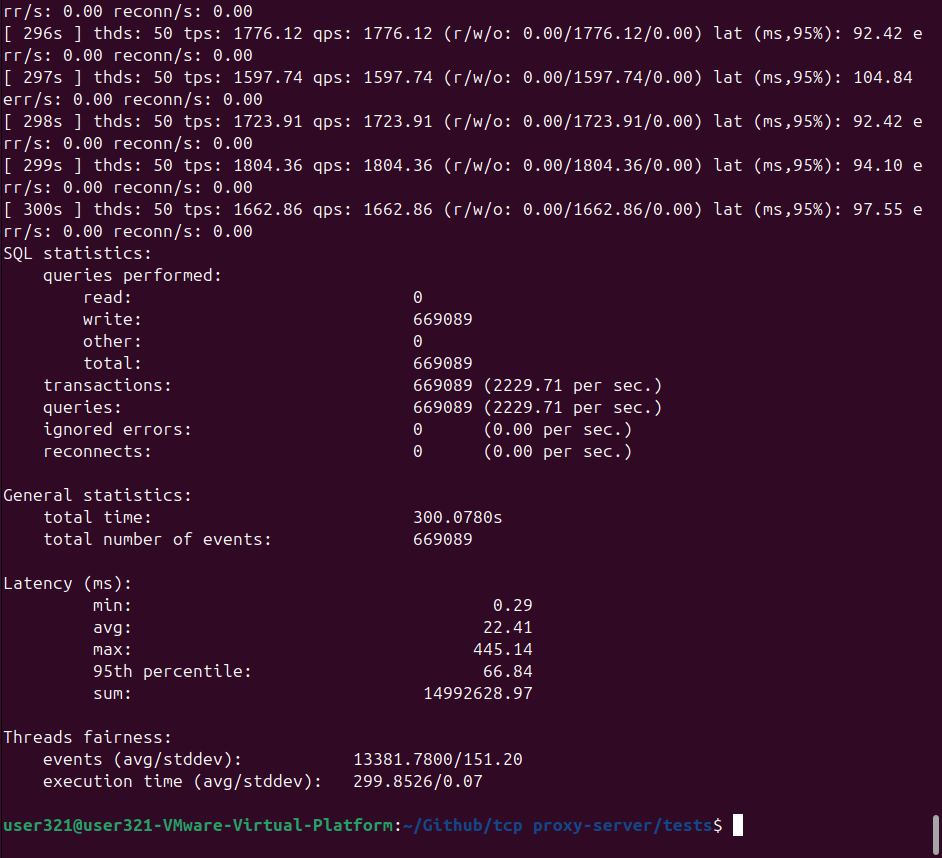 rr/s: 0.00 reconn/s: 0.00
[ 296s ] thds: 50 tps: 1776.12 qps: 1776.12 (r/w/o: 0.00/1776.12/0.00) lat (ms,95%): 92.42 e
rr/s: 0.00 reconn/s: 0.00
[ 297s ] thds: 50 tps: 1597.74 qps: 1597.74 (r/w/o: 0.00/1597.74/0.00) lat (ms,95%): 104.84
err/s: 0.00 reconn/s: 0.00
[ 298s ] thds: 50 tps: 1723.91 qps: 1723.91 (r/w/o: 0.00/1723.91/0.00) lat (ms,95%): 92.42 e
rr/s: 0.00 reconn/s: 0.00
[ 299s ] thds: 50 tps: 1804.36 qps: 1804.36 (r/w/o: 0.00/1804.36/0.00) lat (ms,95%): 94.10 e
rr/s: 0.00 reconn/s: 0.00
[ 300s ] thds: 50 tps: 1662.86 qps: 1662.86 (r/w/o: 0.00/1662.86/0.00) lat (ms,95%): 97.55 e
rr/s: 0.00 reconn/s: 0.00
SQL statistics:
    queries performed:
        read:                            0
        write:                           669089
        other:                           0
        total:                           669089
    transactions:                        669089 (2229.71 per sec.)
    queries:                             669089 (2229.71 per sec.)
    ignored errors:                      0      (0.00 per sec.)
    reconnects:                          0      (0.00 per sec.)

General statistics:
    total time:                          300.0780s
    total number of events:              669089

Latency (ms):
         min:                                    0.29
         avg:                                   22.41
         max:                                  445.14
         95th percentile:                       66.84
         sum:                             14992628.97

Threads fairness:
    events (avg/stddev):           13381.7800/151.20
    execution time (avg/stddev):   299.8526/0.07

user321@user321-VMware-Virtual-Platform:~/Github/tcp proxy-server/tests$